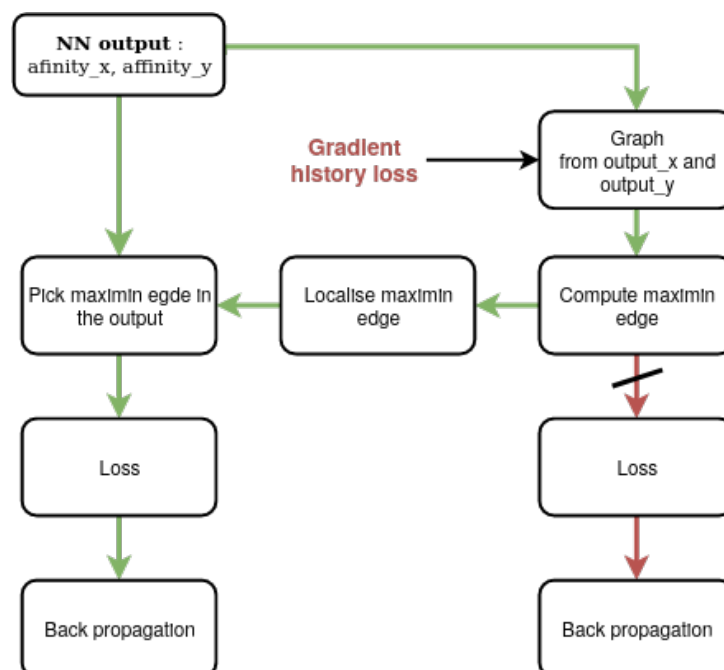 NN output :
afinity_x, affinity_y
Gradient
history loss
Graph
from output_x and
output_y
Pick maximin egde in
the output
Localise maximin
edge
Compute maximin
edge
Loss
Loss
Back propagation
Back propagation